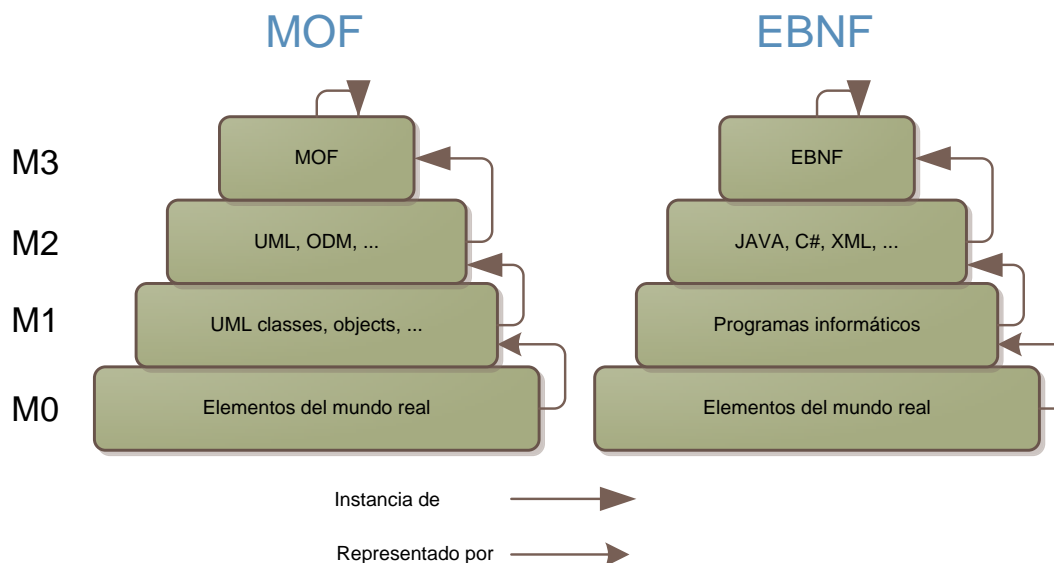 MOF
EBNF
M3
MOF
EBNF
M2
UML, ODM, ...
JAVA, C#, XML, ...
M1
UML classes, objects, ...
Programas informáticos
M0
Elementos del mundo real
Elementos del mundo real
Instancia de
Representado por